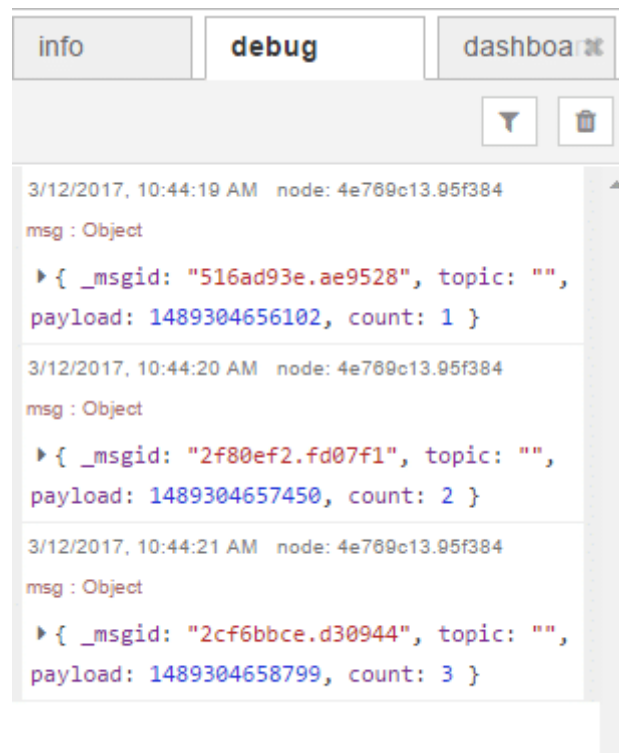 info debug dashboa
3/12/2017, 10:44:19 AM node: 4e769c13.95f384
msg : Object
{ _msgid: "516ad93e.ae9528", topic: "",
payload: 1489304656102, count: 1 }
3/12/2017, 10:44:20 AM node: 4e769c13.95f384
msg : Object
{ _msgid: "2f80ef2.fd07f1", topic: "",
payload: 1489304657450, count: 2 }
3/12/2017, 10:44:21 AM node: 4e769c13.95f384
msg : Object
{ _msgid: "2cf6bbce.d30944", topic: "",
payload: 1489304658799, count: 3 }